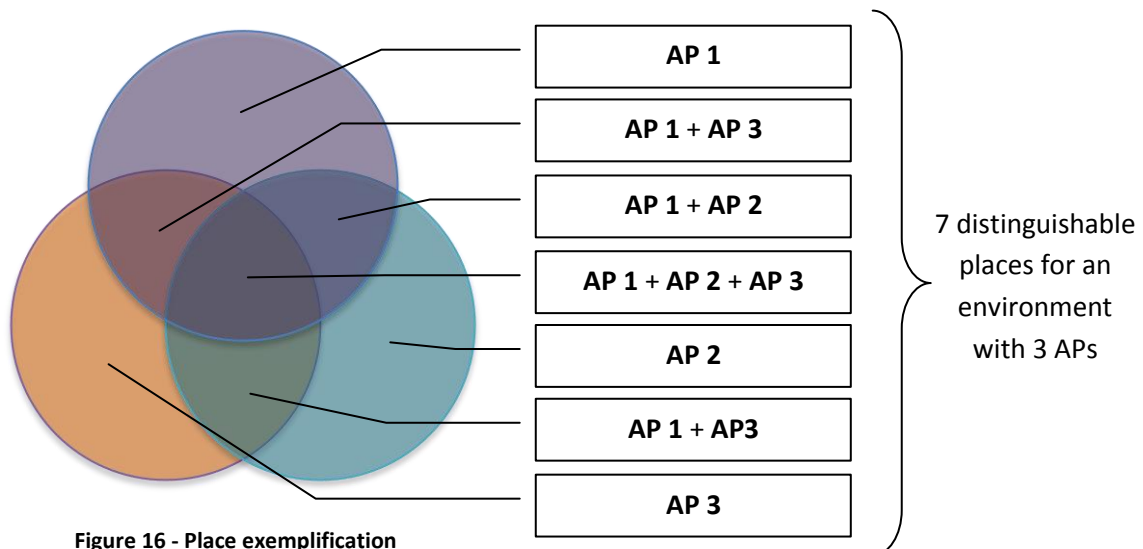 AP 1
AP 1 + AP 3
AP 1 + AP 2
AP 1 + AP 2 + AP 3
AP 2
AP 1 + AP3
AP 3
7 distinguishable
places for an
environment
with 3 APs
Figure 16 - Place exemplification